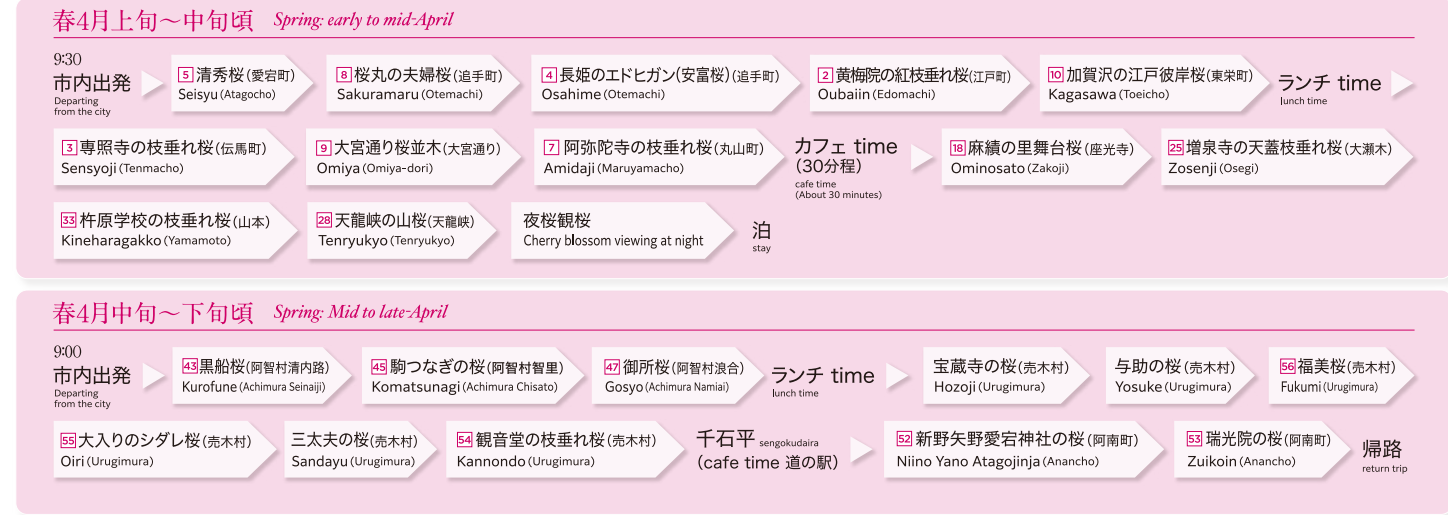 春4月上旬～中旬頃 Spring: early to mid-April
9:30
市内出発
Departing
from the city
5 清秀桜(愛宕町)
Seisyu (Atagocho)
8 桜丸の夫婦桜(追手町)
Sakuramaru (Otemachi)
4 長姫のエドヒガン(安富桜)(追手町)
Osahime (Otemachi)
2 黄梅院の紅枝垂れ桜(江戸町)
Oubaiin (Edomachi)
10 加賀沢の江戸彼岸桜(東栄町)
Kagasawa (Toeicho)
ランチ time
lunch time
3 専照寺の枝垂れ桜(伝馬町)
Sensyoji (Tenmacho)
9 大宮通り桜並木(大宮通り)
Omiya (Omiya-dori)
7 阿弥陀寺の枝垂れ桜(丸山町)
Amidaji (Maruyamacho)
カフェ time
(30分程)
cafe time
(About 30 minutes)
18 麻績の里舞台桜(座光寺)
Ominosato (Zakoji)
25 増泉寺の天蓋枝垂れ桜(大瀬木)
Zosenji (Osegi)
33 杵原学校の枝垂れ桜(山本)
Kineharagakko (Yamamoto)
28 天龍峡の山桜(天龍峡)
Tenryukyo (Tenryukyo)
夜桜観桜
Cherry blossom viewing at night
泊
stay
春4月中旬～下旬頃 Spring: Mid to late-April
9:00
市内出発
Departing
from the city
43 黒船桜(阿智村清内路)
Kurofune (Achimura Seinaiji)
45 駒つなぎの桜(阿智村智里)
Komatsunagi (Achimura Chisato)
47 御所桜(阿智村浪合)
Gosyo (Achimura Namiai)
ランチ time
lunch time
宝蔵寺の桜(売木村)
Hozoji (Urugimura)
与助の桜(売木村)
Yosuke (Urugimura)
56 福美桜(売木村)
Fukumi (Urugimura)
55 大入りのシダレ桜(売木村)
Oiri (Urugimura)
三太夫の桜(売木村)
Sandayu (Urugimura)
54 観音堂の枝垂れ桜(売木村)
Kannondo (Urugimura)
千石平 sengokudaira
(cafe time 道の駅)
52 新野矢野愛宕神社の桜(阿南町)
Niino Yano Atagojinja (Anancho)
53 瑞光院の桜(阿南町)
Zuikoin (Anancho)
帰路
return trip